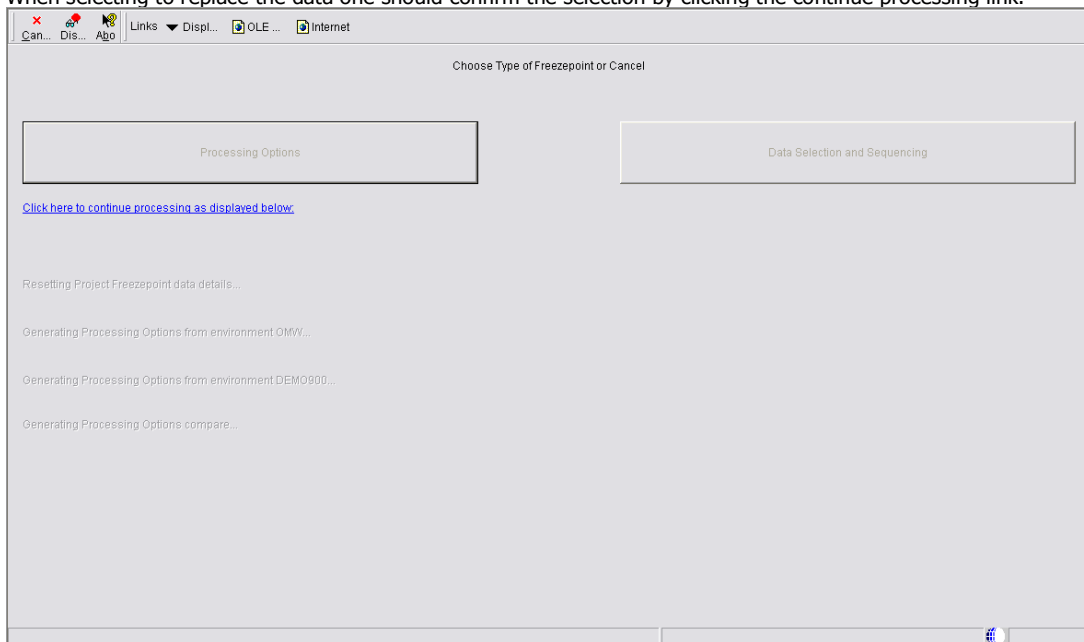 When selecting to replace the data one should confirm the selection by clicking the continue processing link.
Can... Dis... Abo Links Displ... OLE ... Internet
Choose Type of Freezepoint or Cancel
Processing Options Data Selection and Sequencing
Click here to continue processing as displayed below:
Resetting Project Freezepoint data details...
Generating Processing Options from environment OMW...
Generating Processing Options from environment DEMO900...
Generating Processing Options compare...